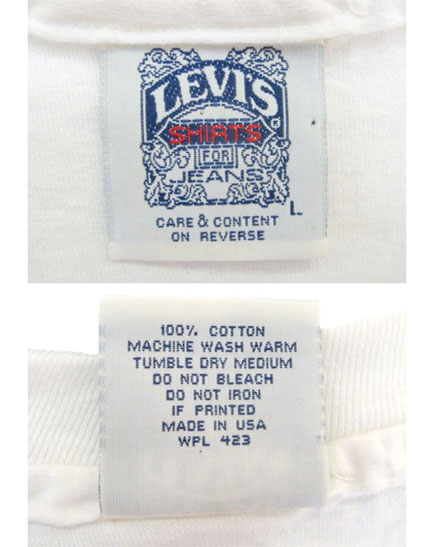 LEVI'S ®
SHIRTS
FOR
JEANS
L
CARE & CONTENT
ON REVERSE
100% COTTON
MACHINE WASH WARM
TUMBLE DRY MEDIUM
DO NOT BLEACH
DO NOT IRON
IF PRINTED
MADE IN USA
WPL 423